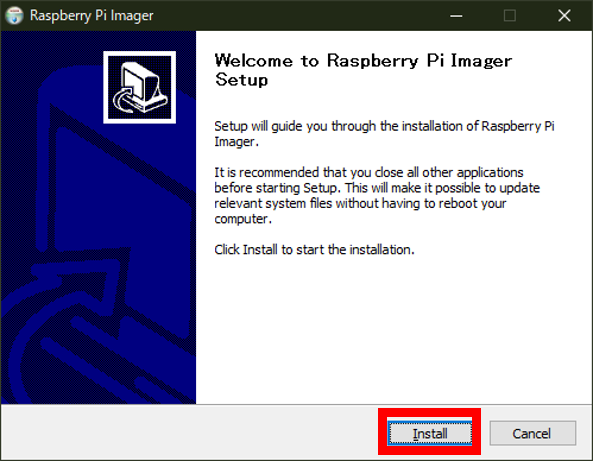 Raspberry Pi Imager
Welcome to Raspberry Pi Imager
Setup
Setup will guide you through the installation of Raspberry Pi
Imager.
It is recommended that you close all other applications
before starting Setup. This will make it possible to update
relevant system files without having to reboot your
computer.
Click Install to start the installation.
Install
Cancel